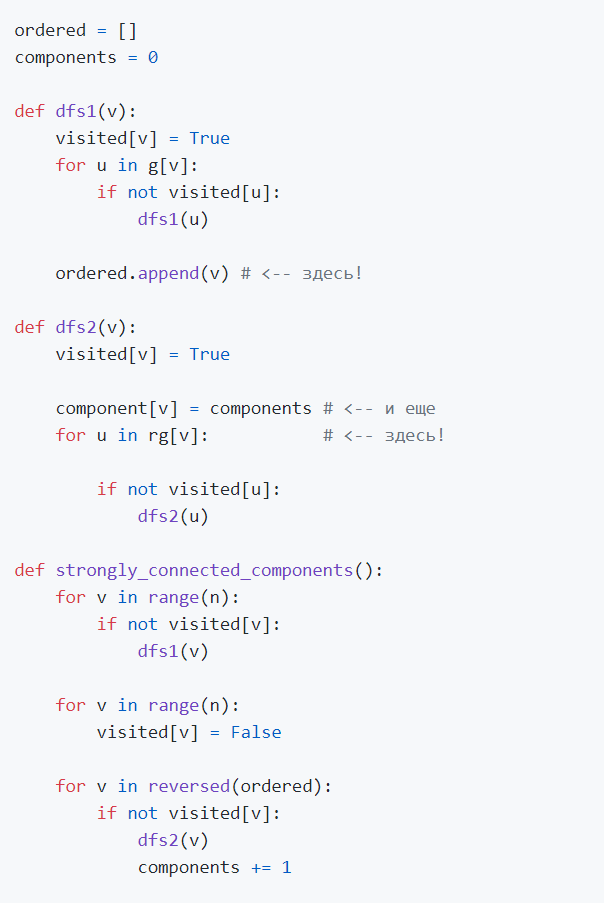 ordered = []
components = 0

def dfs1(v):
    visited[v] = True
    for u in g[v]:
        if not visited[u]:
            dfs1(u)

    ordered.append(v) # <-- здесь!

def dfs2(v):
    visited[v] = True

    component[v] = components # <-- и еще
    for u in rg[v]:           # <-- здесь!

        if not visited[u]:
            dfs2(u)

def strongly_connected_components():
    for v in range(n):
        if not visited[v]:
            dfs1(v)

    for v in range(n):
        visited[v] = False

    for v in reversed(ordered):
        if not visited[v]:
            dfs2(v)
            components += 1